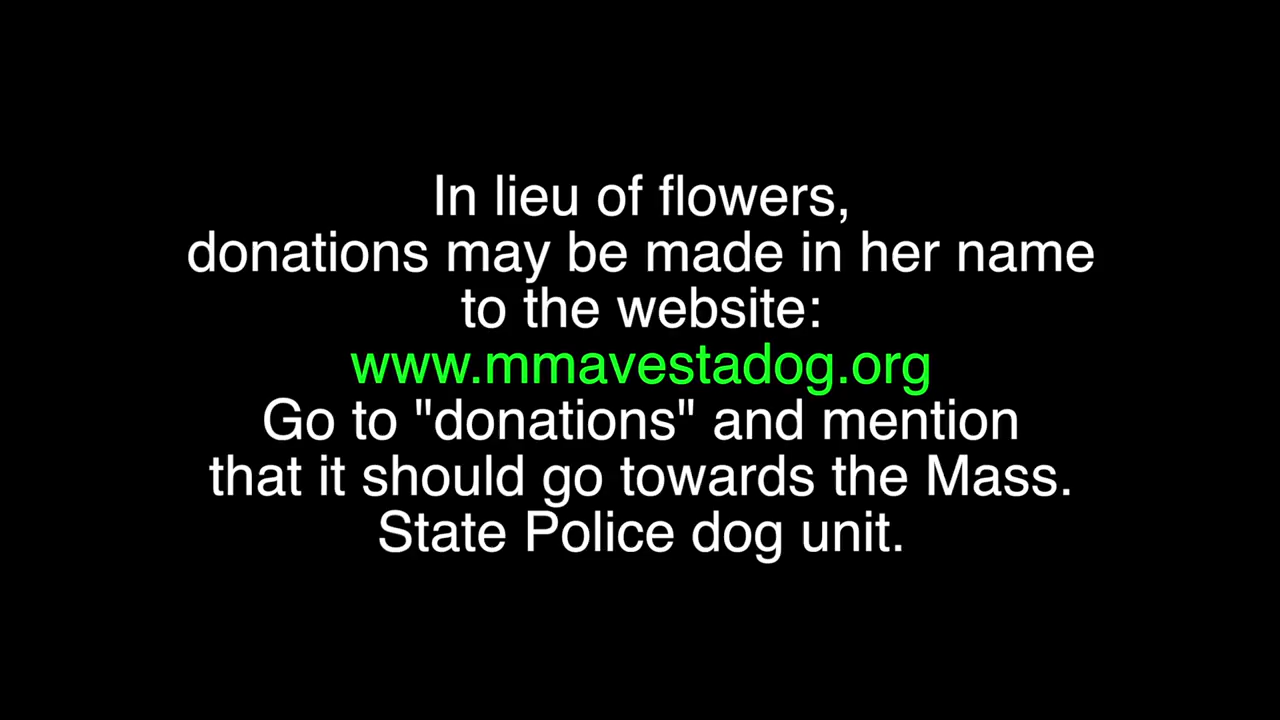 In lieu of flowers,
donations may be made in her name
to the website:
www.mmavestadog.org
Go to "donations" and mention
that it should go towards the Mass.
State Police dog unit.